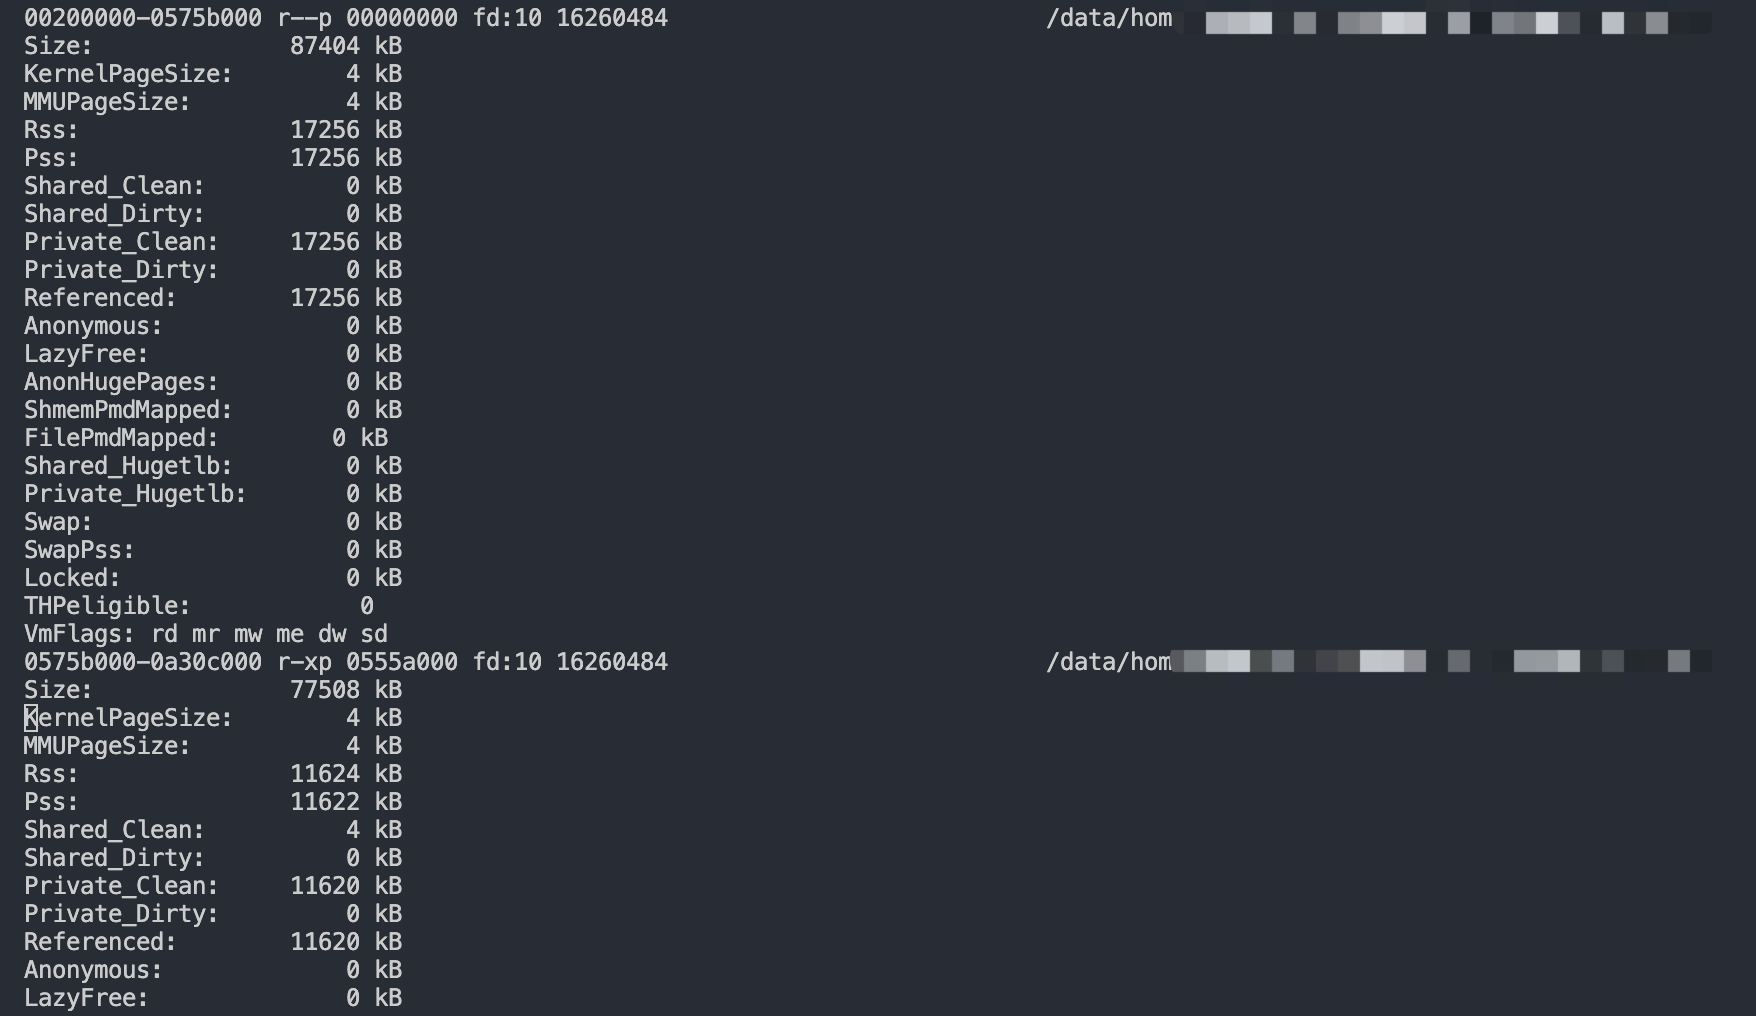 00200000-0575b000 r--p 00000000 fd:10 16260484 /data/hom
Size: 87404 kB
KernelPageSize: 4 kB
MMUPageSize: 4 kB
Rss: 17256 kB
Pss: 17256 kB
Shared_Clean: 0 kB
Shared_Dirty: 0 kB
Private_Clean: 17256 kB
Private_Dirty: 0 kB
Referenced: 17256 kB
Anonymous: 0 kB
LazyFree: 0 kB
AnonHugePages: 0 kB
ShmemPmdMapped: 0 kB
FilePmdMapped: 0 kB
Shared_Hugetlb: 0 kB
Private_Hugetlb: 0 kB
Swap: 0 kB
SwapPss: 0 kB
Locked: 0 kB
THPeligible: 0
VmFlags: rd mr mw me dw sd
0575b000-0a30c000 r-xp 0555a000 fd:10 16260484 /data/hom
Size: 77508 kB
KernelPageSize: 4 kB
MMUPageSize: 4 kB
Rss: 11624 kB
Pss: 11622 kB
Shared_Clean: 4 kB
Shared_Dirty: 0 kB
Private_Clean: 11620 kB
Private_Dirty: 0 kB
Referenced: 11620 kB
Anonymous: 0 kB
LazyFree: 0 kB